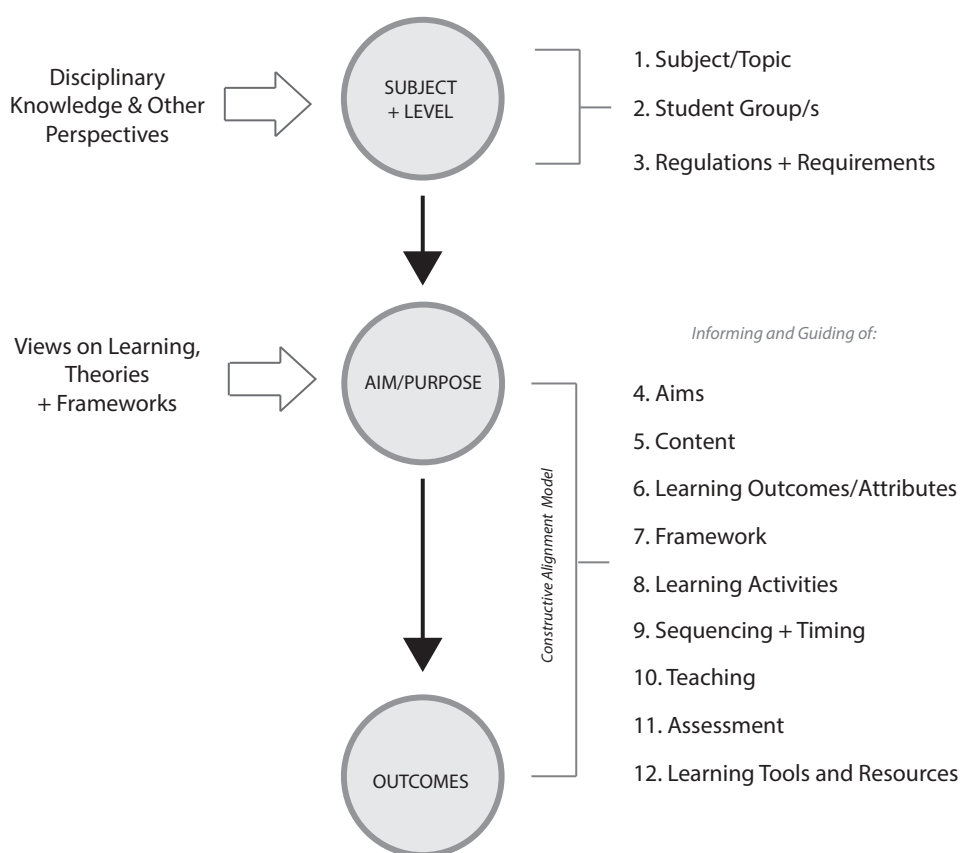 Disciplinary
Knowledge & Other
Perspectives
SUBJECT
+ LEVEL
1. Subject/Topic
2. Student Group/s
3. Regulations + Requirements
Views on Learning,
Theories
+ Frameworks
AIM/PURPOSE
Informing and Guiding of:
Constructive Alignment Model
4. Aims
5. Content
6. Learning Outcomes/Attributes
7. Framework
8. Learning Activities
9. Sequencing + Timing
10. Teaching
11. Assessment
12. Learning Tools and Resources
OUTCOMES